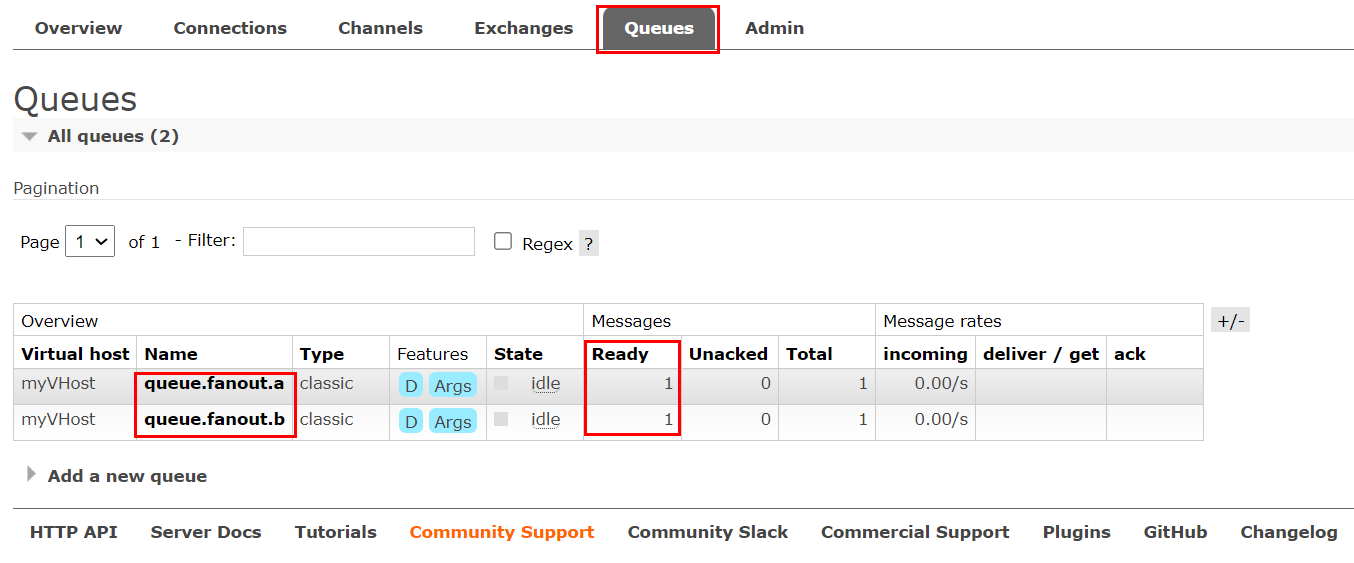 Overview Connections Channels Exchanges Queues Admin
Queues
All queues (2)
Pagination
Page 1 of 1 - Filter: Regex ?
Overview Messages Message rates +/-
Virtual host Name Type Features State Ready Unacked Total incoming deliver / get ack
myVHost queue.fanout.a classic D Args idle 1 0 1 0.00/s
myVHost queue.fanout.b classic D Args idle 1 0 1 0.00/s
Add a new queue
HTTP API Server Docs Tutorials Community Support Community Slack Commercial Support Plugins GitHub Changelog